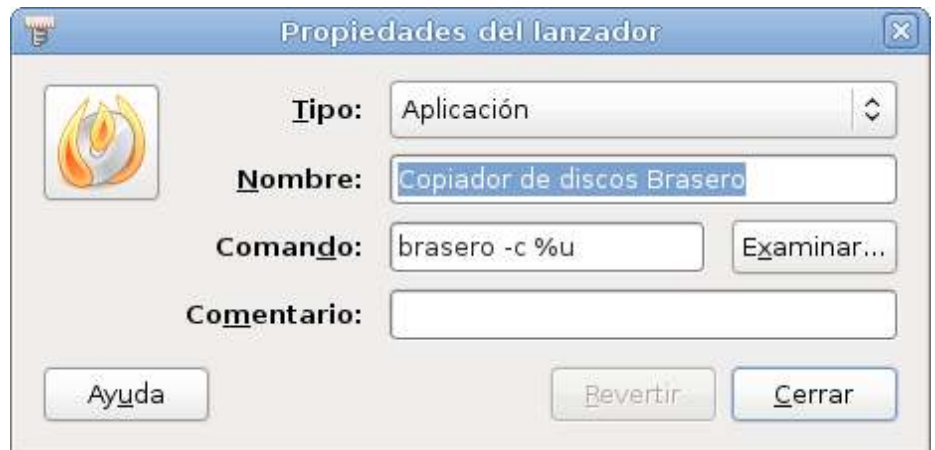 Propiedades del lanzador
Tipo: Aplicación
Nombre: Copiador de discos Brasero
Comando: brasero -c %u Examinar...
Comentario:
Ayuda Revertir Cerrar